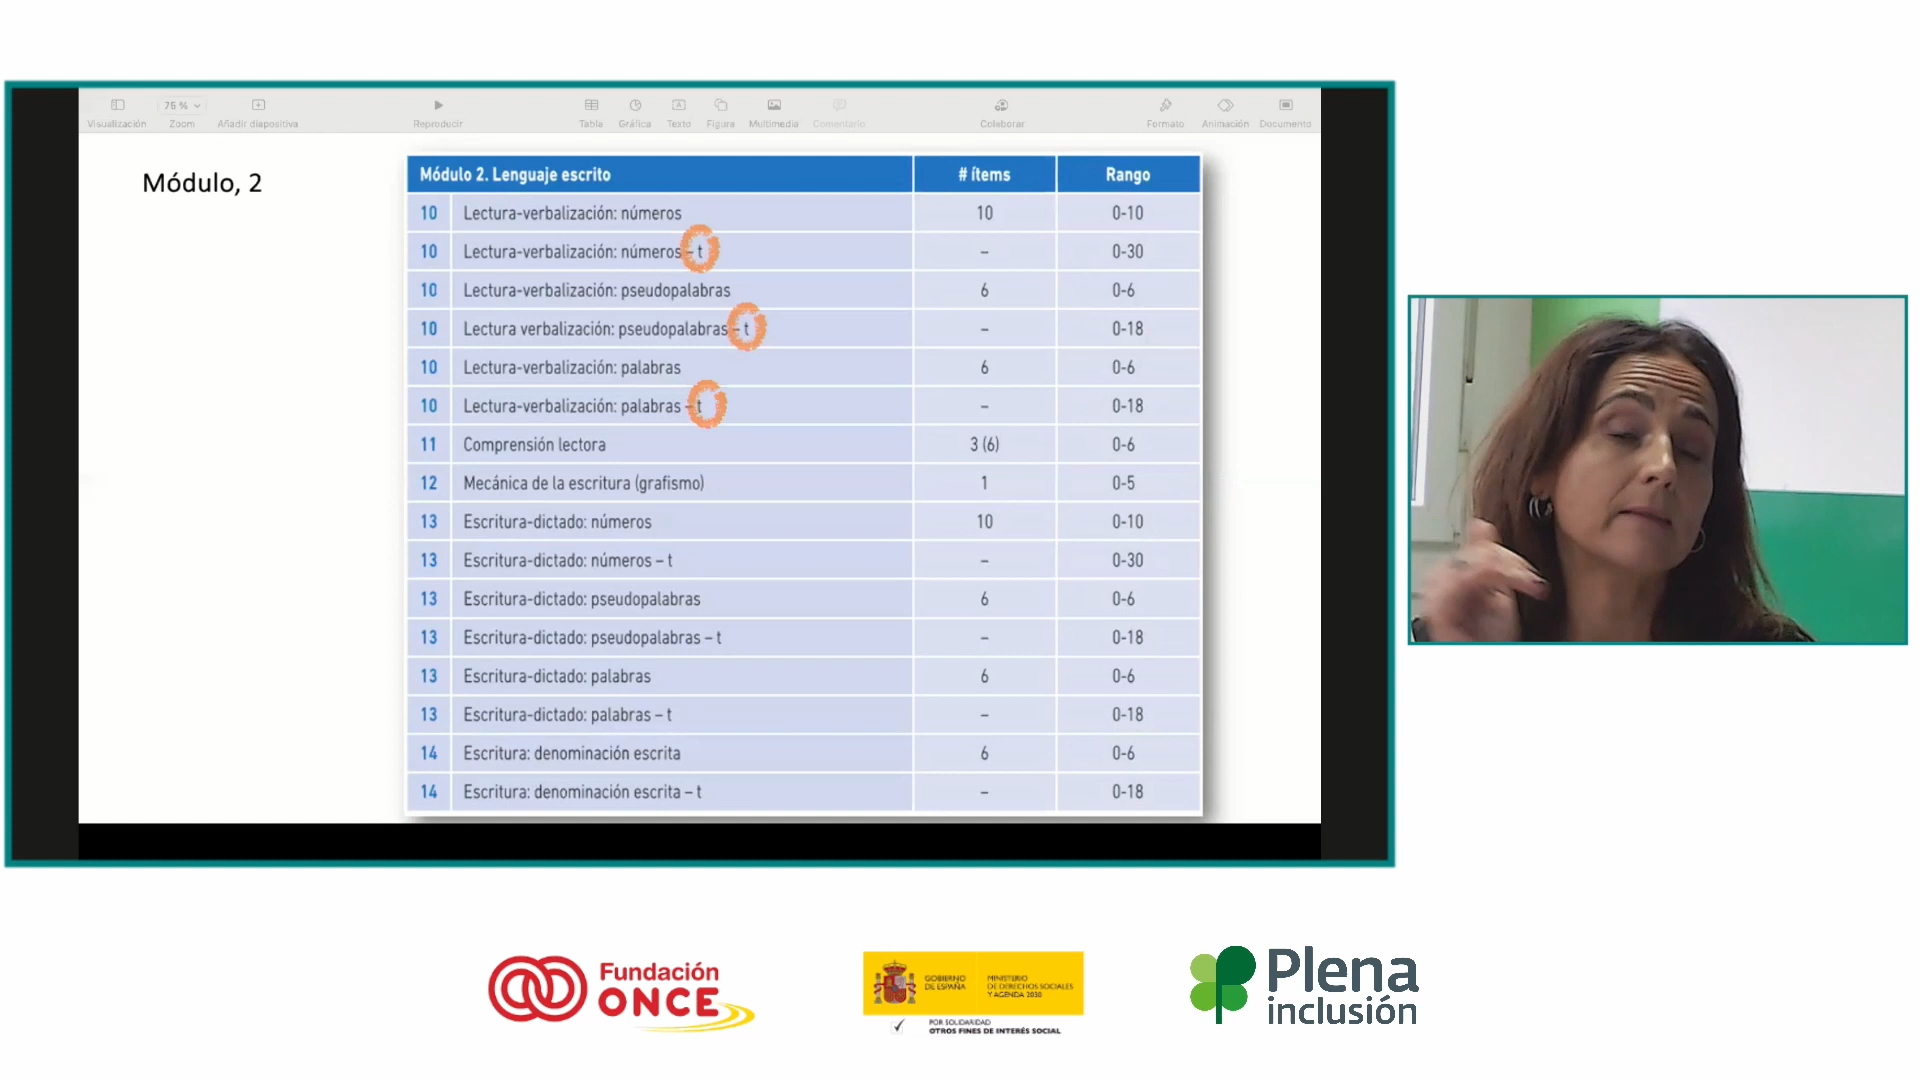 Visualización
75 %
Zoom
Añadir diapositiva
Reproducir
Tabla
Gráfica
Texto
Figura
Multimedia
Comentario
Colaborar
Formato
Animación
Documento
Módulo, 2
Módulo 2. Lenguaje escrito # ítems Rango
10 Lectura-verbalización: números 10 0-10
10 Lectura-verbalización: números – t – 0-30
10 Lectura-verbalización: pseudopalabras 6 0-6
10 Lectura verbalización: pseudopalabras – t – 0-18
10 Lectura-verbalización: palabras 6 0-6
10 Lectura-verbalización: palabras – t – 0-18
11 Comprensión lectora 3 (6) 0-6
12 Mecánica de la escritura (grafismo) 1 0-5
13 Escritura-dictado: números 10 0-10
13 Escritura-dictado: números – t – 0-30
13 Escritura-dictado: pseudopalabras 6 0-6
13 Escritura-dictado: pseudopalabras – t – 0-18
13 Escritura-dictado: palabras 6 0-6
13 Escritura-dictado: palabras – t – 0-18
14 Escritura: denominación escrita 6 0-6
14 Escritura: denominación escrita – t – 0-18
Fundación
ONCE
GOBIERNO
DE ESPAÑA
MINISTERIO
DE DERECHOS SOCIALES
Y AGENDA 2030
POR SOLIDARIDAD
OTROS FINES DE INTERÉS SOCIAL
Plena
inclusión